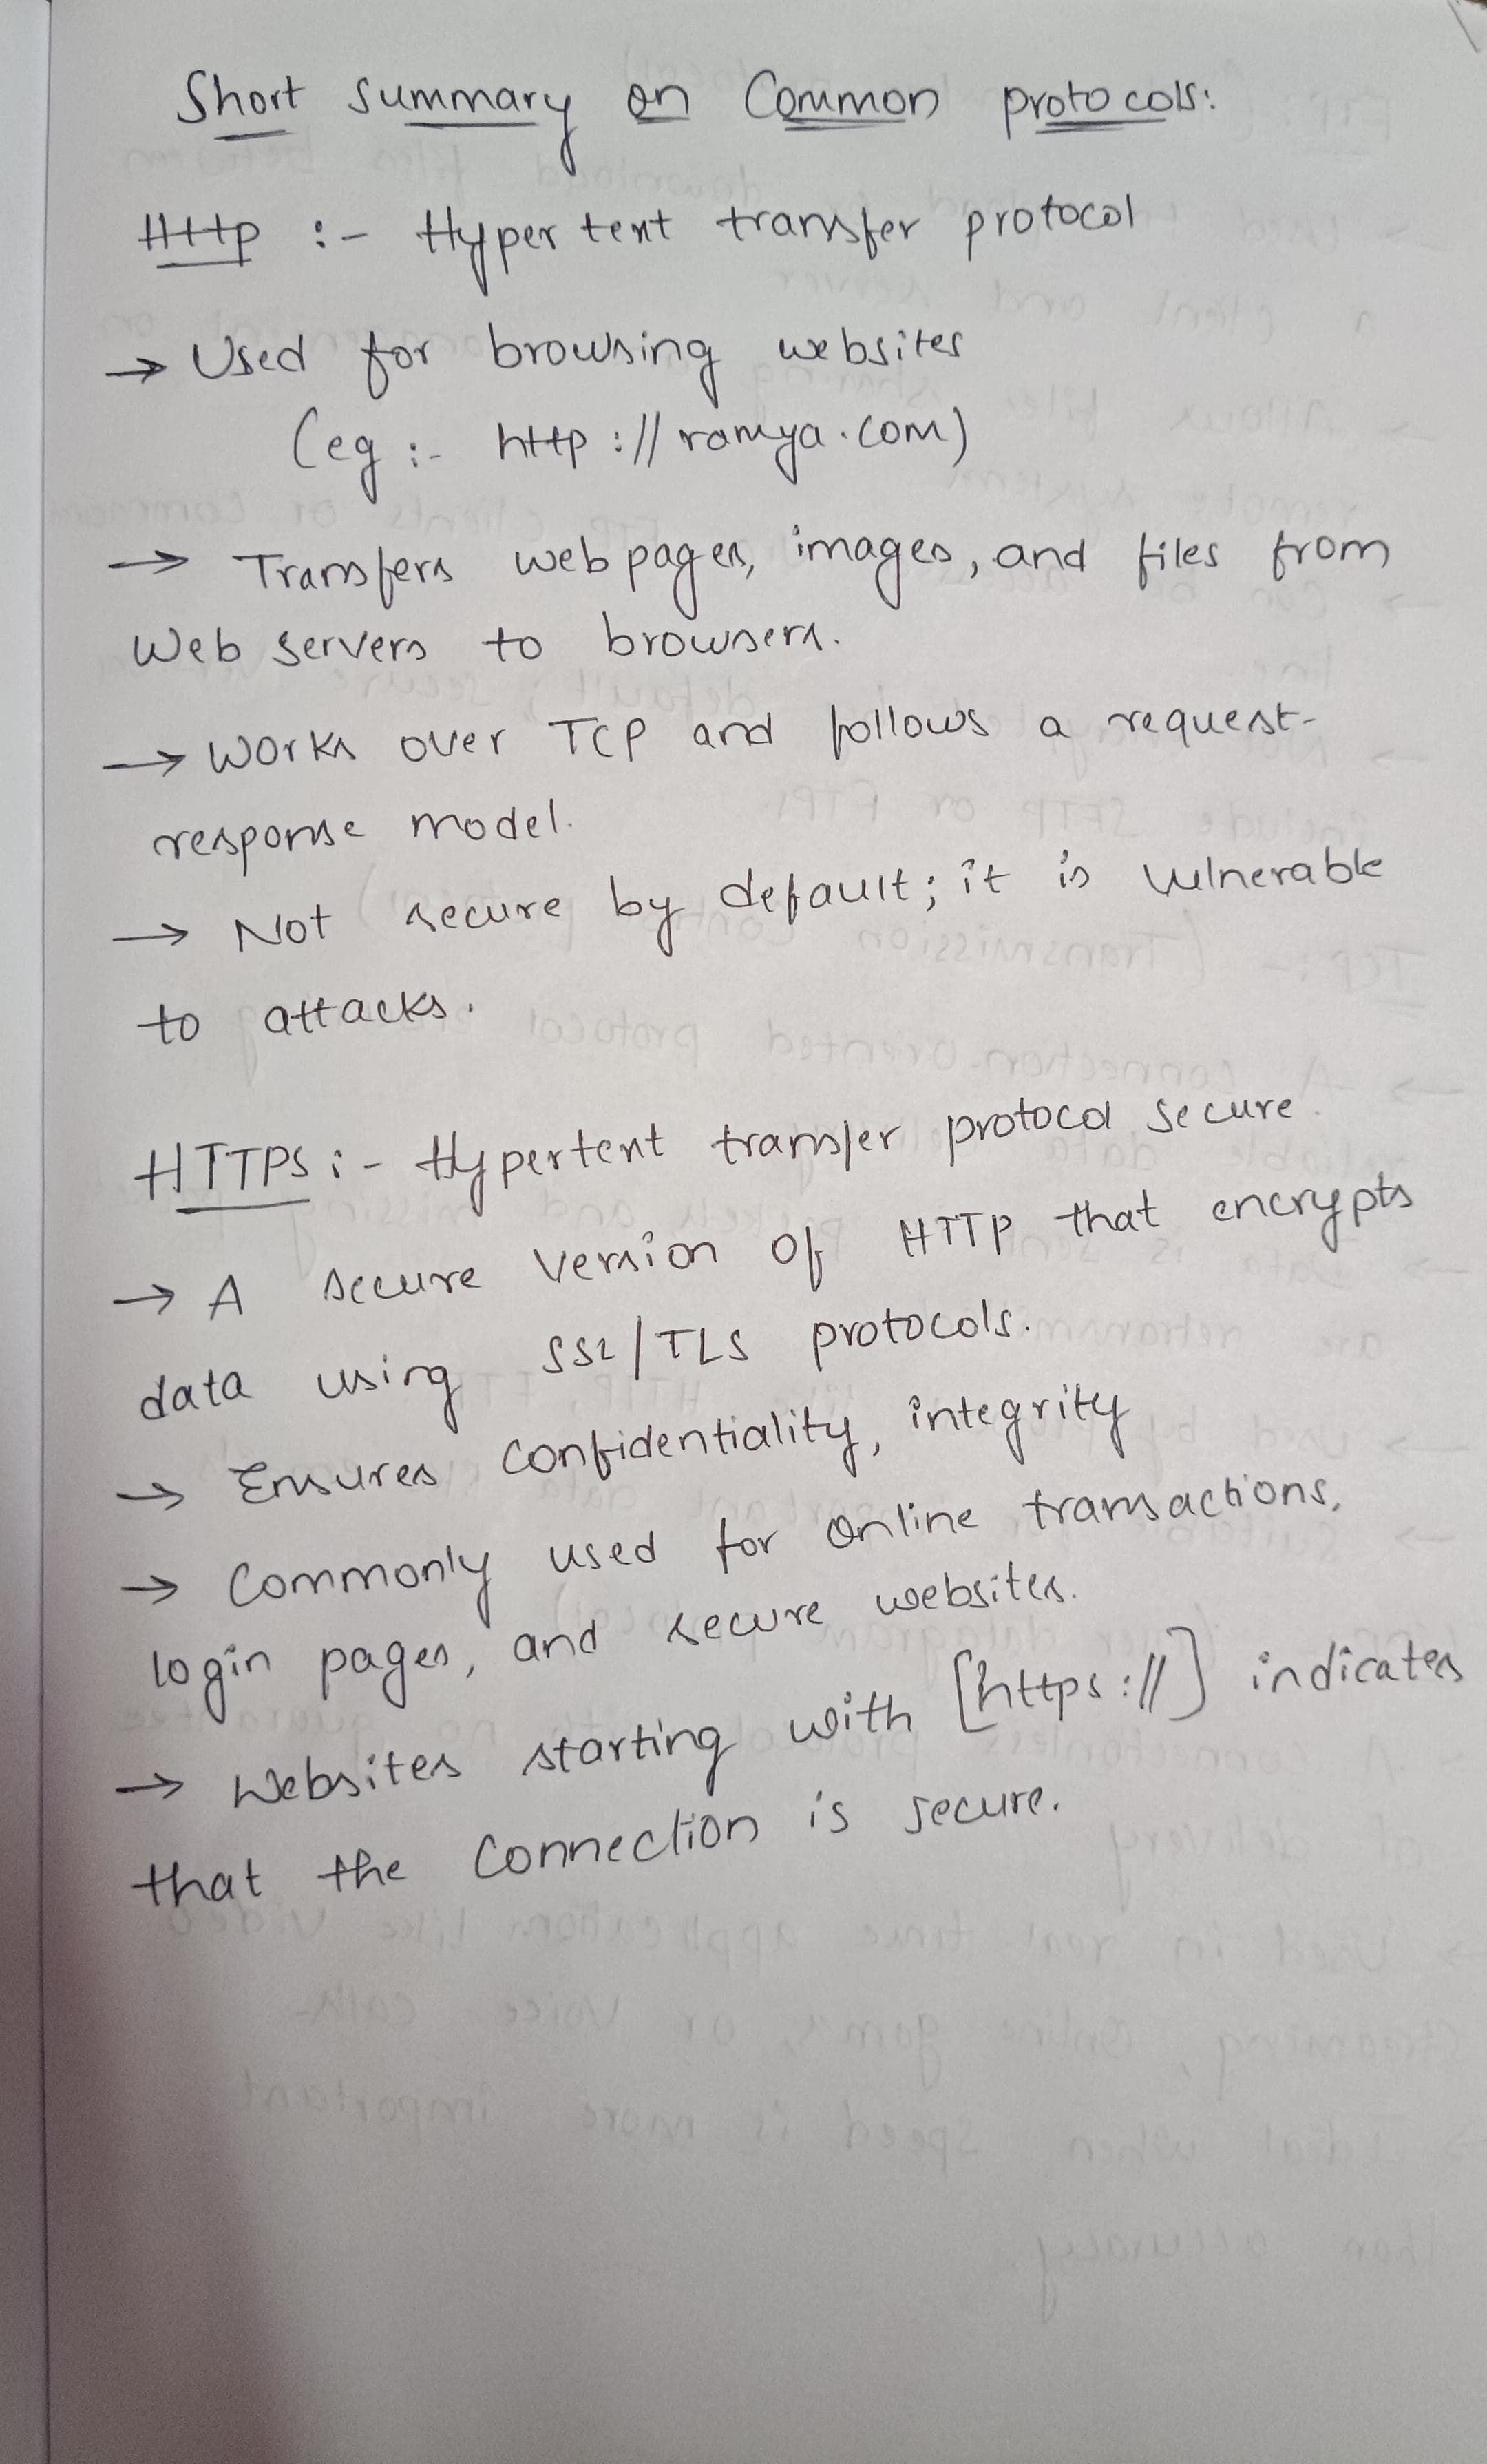 Short Summary on Common protocols:
Http :- Hyper text transfer protocol
→ Used for browsing websites
(eg :- http://ramya.com)
→ Transfers web pages, images, and files from
Web servers to browsers.
→ Works over TCP and follows a request-
response model.
→ Not secure by default; it is vulnerable
to attacks.
HTTPS :- Hypertext transfer protocol secure
→ A secure version of HTTP that encrypts
data using SSL/TLS protocols.
→ Ensures confidentiality, integrity
→ Commonly used for online transactions,
login pages, and secure websites.
→ Websites starting with [https://] indicates
that the connection is secure.